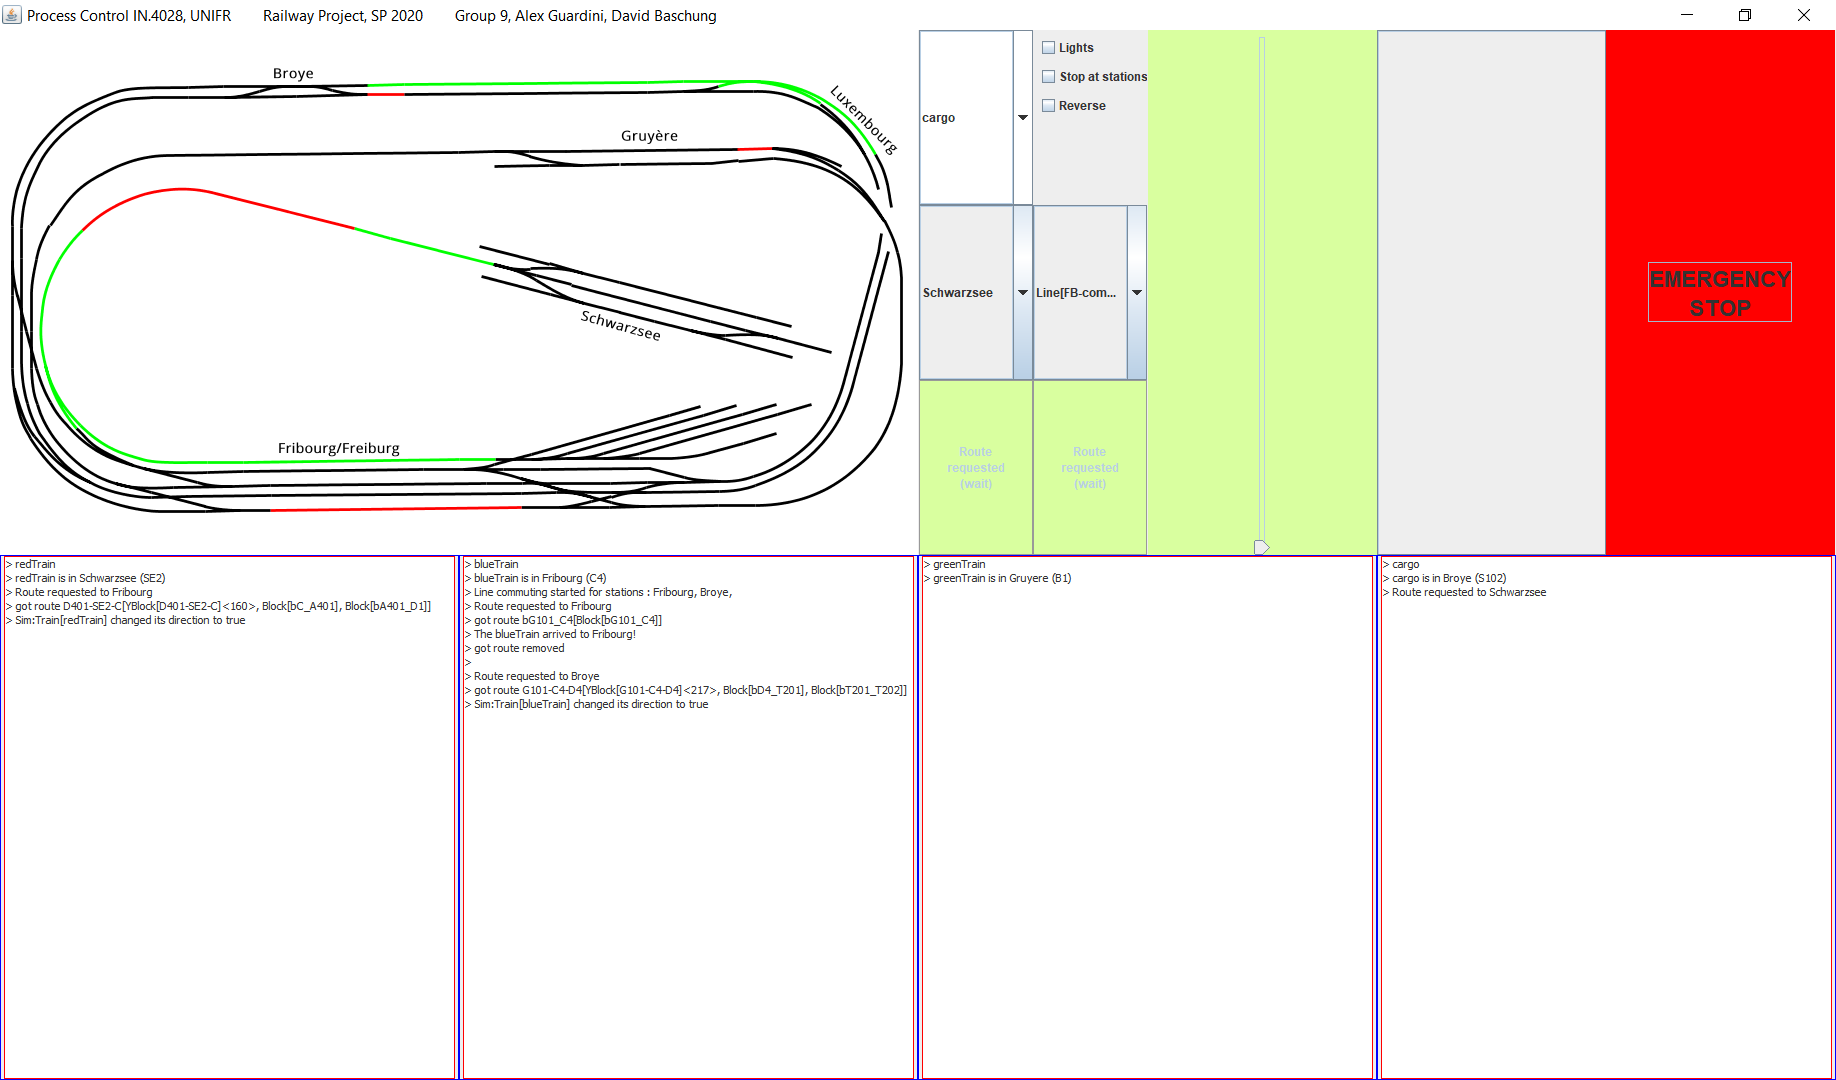 Process Control IN.4028, UNIFR Railway Project, SP 2020 Group 9, Alex Guardini, David Baschung
Broye
Luxembourg
Gruyère
Schwarzsee
Fribourg/Freiburg
cargo
Lights
Stop at stations
Reverse
Schwarzsee
Line[FB-com...
Route
requested
(wait)
Route
requested
(wait)
EMERGENCY
STOP
> redTrain
> redTrain is in Schwarzsee (SE2)
> Route requested to Fribourg
> got route D401-SE2-C[YBlock[D401-SE2-C]<160>, Block[bC_A401], Block[bA401_D1]]
> Sim:Train[redTrain] changed its direction to true
> blueTrain
> blueTrain is in Fribourg (C4)
> Line commuting started for stations : Fribourg, Broye,
> Route requested to Fribourg
> got route bG101_C4[Block[bG101_C4]]
> The blueTrain arrived to Fribourg!
> got route removed
>
> Route requested to Broye
> got route G101-C4-D4[YBlock[G101-C4-D4]<217>, Block[bD4_T201], Block[bT201_T202]]
> Sim:Train[blueTrain] changed its direction to true
> greenTrain
> greenTrain is in Gruyere (B1)
> cargo
> cargo is in Broye (S102)
> Route requested to Schwarzsee